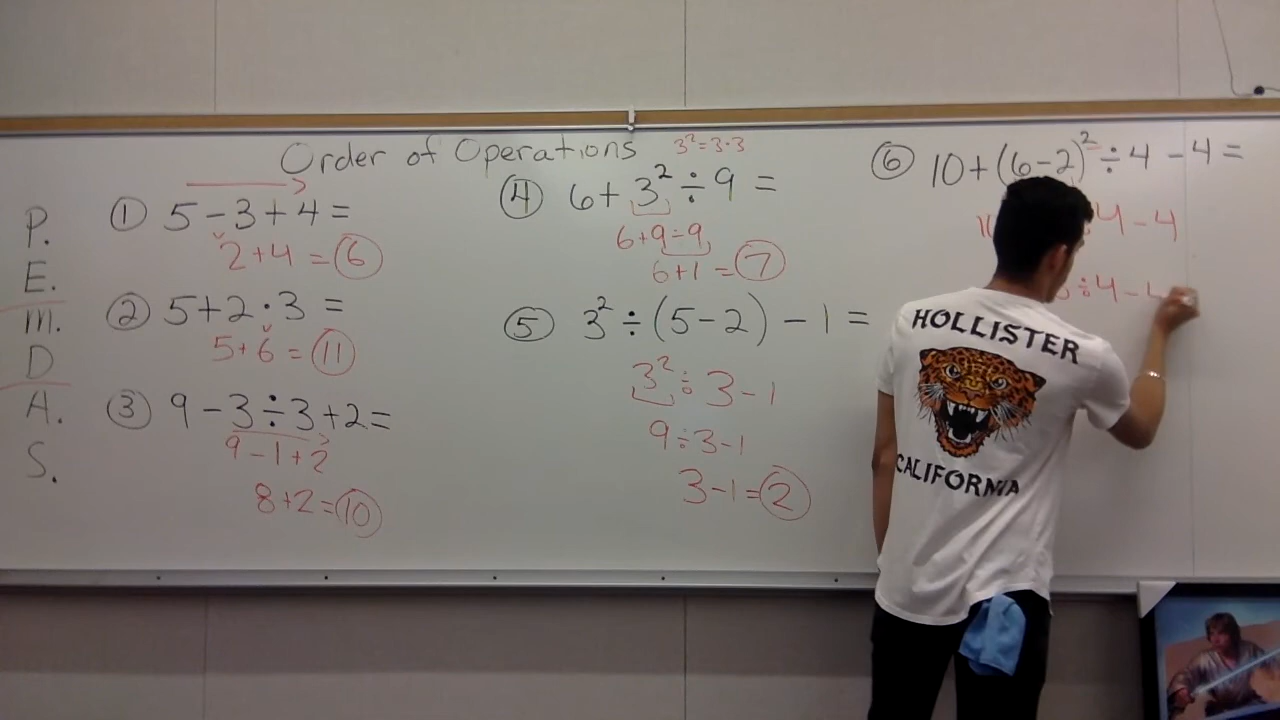 Order of Operations
3² = 3·3
P.
E.
M.
D
A.
S.
① 5 - 3 + 4 =
2 + 4 = 6
② 5 + 2 · 3 =
5 + 6 = 11
③ 9 - 3 ÷ 3 + 2 =
9 - 1 + 2
8 + 2 = 10
④ 6 + 3² ÷ 9 =
6 + 9 ÷ 9
6 + 1 = 7
⑤ 3² ÷ (5 - 2) - 1 =
3² ÷ 3 - 1
9 ÷ 3 - 1
3 - 1 = 2
⑥ 10 + (6 - 2)² ÷ 4 - 4 =
4 - 4
÷ 4 -
HOLLISTER
CALIFORNIA